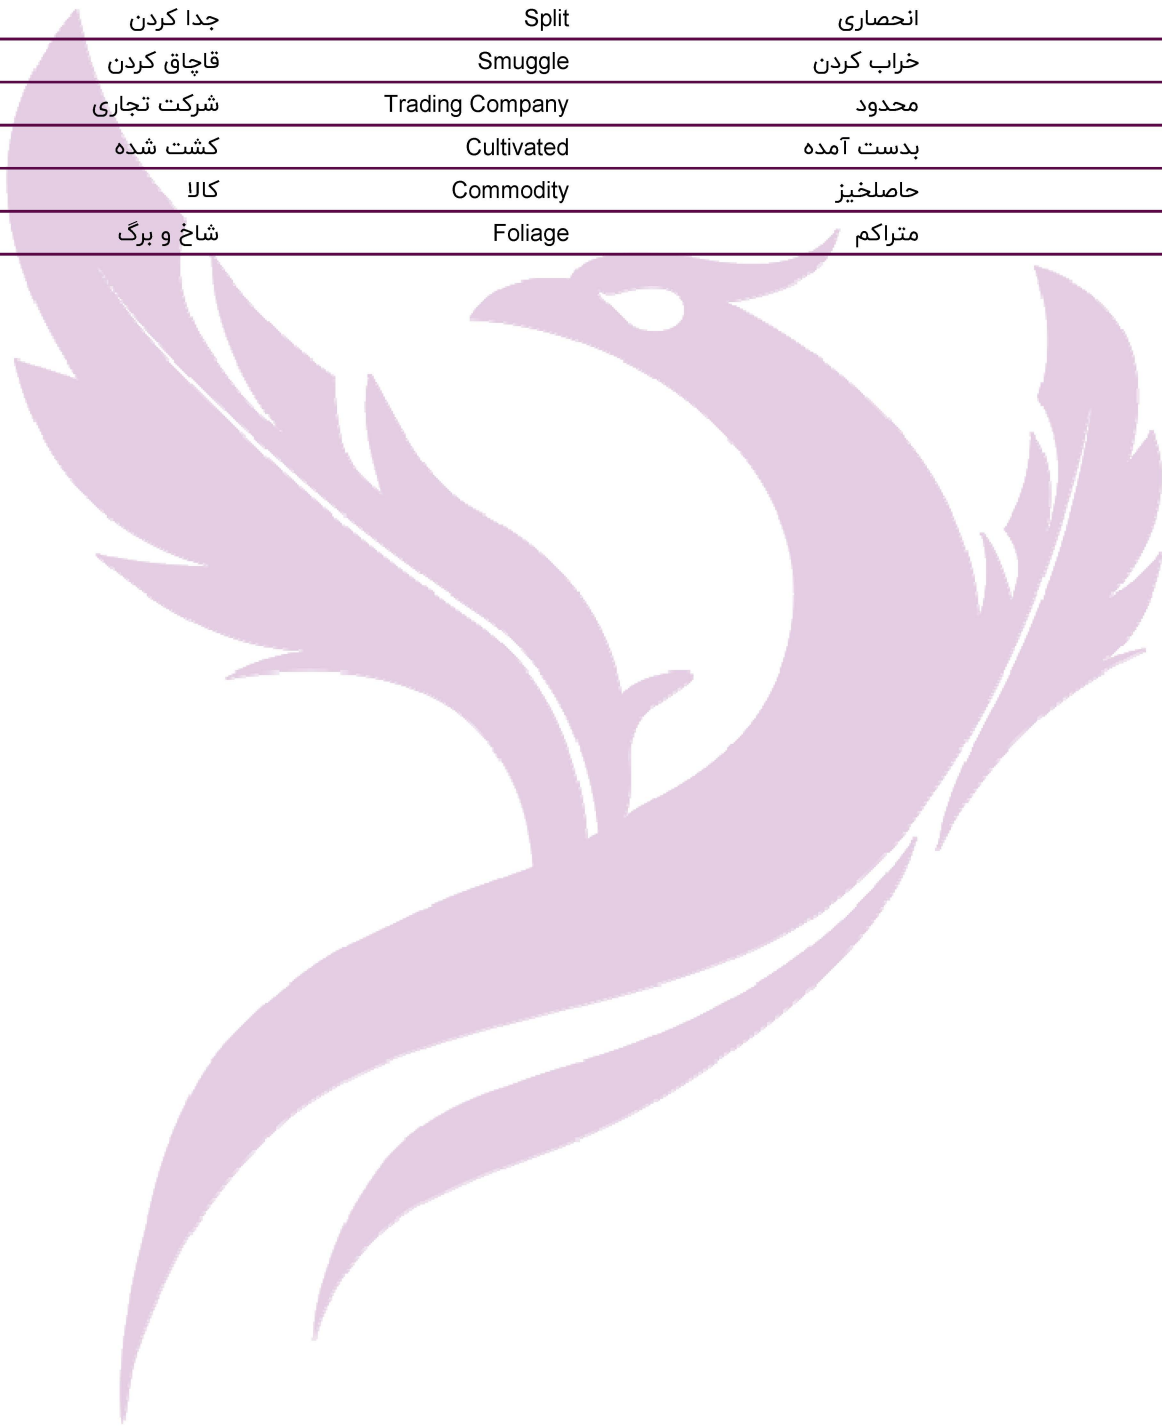 انحصاری Split جدا کردن
خراب کردن Smuggle قاچاق کردن
محدود Trading Company شرکت تجاری
بدست آمده Cultivated کشت شده
حاصلخیز Commodity کالا
متراکم Foliage شاخ و برگ